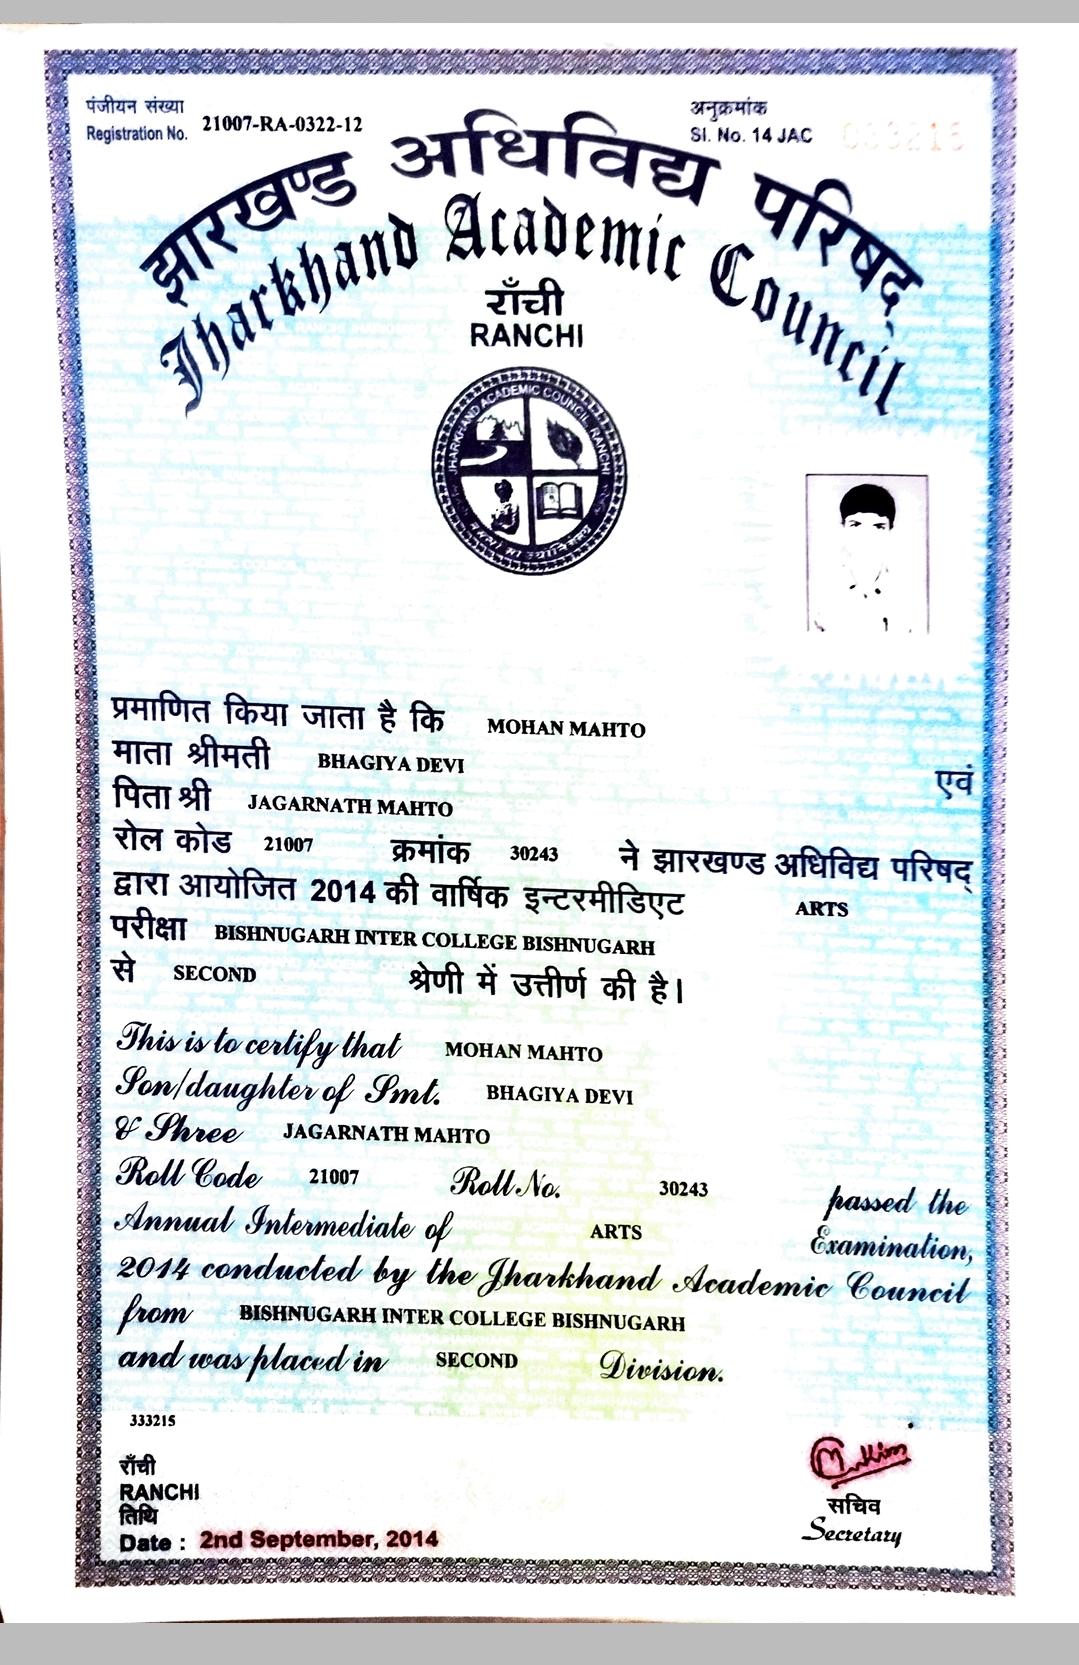 पंजीयन संख्या
Registration No. 21007-RA-0322-12
अनुक्रमांक
Sl. No. 14 JAC
झारखण्ड अधिविद्य परिषद्
Jharkhand Academic Council
राँची
RANCHI
JHARKHAND ACADEMIC COUNCIL, RANCHI
प्रमाणित किया जाता है कि MOHAN MAHTO
माता श्रीमती BHAGIYA DEVI एवं
पिता श्री JAGARNATH MAHTO
रोल कोड 21007 क्रमांक 30243 ने झारखण्ड अधिविद्य परिषद्
द्वारा आयोजित 2014 की वार्षिक इन्टरमीडिएट ARTS
परीक्षा BISHNUGARH INTER COLLEGE BISHNUGARH
से SECOND श्रेणी में उत्तीर्ण की है।
This is to certify that MOHAN MAHTO
Son/daughter of Smt. BHAGIYA DEVI
& Shree JAGARNATH MAHTO
Roll Code 21007 Roll No. 30243 passed the
Annual Intermediate of ARTS Examination,
2014 conducted by the Jharkhand Academic Council
from BISHNUGARH INTER COLLEGE BISHNUGARH
and was placed in SECOND Division.
333215
राँची
RANCHI
तिथि
Date : 2nd September, 2014
सचिव
Secretary